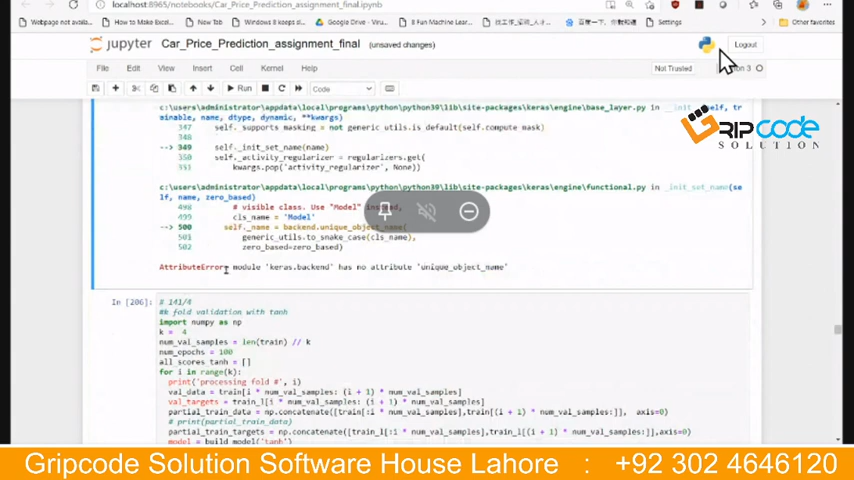 localhost:8965/notebooks/Car_Price_Prediction_assignment_final.ipynb
Webpage not availa...
How to Make Excel...
New Tab
Windows 8 keeps sl...
Google Drive - Viru...
8 Fun Machine Lear...
Settings
Other favorites
jupyter Car_Price_Prediction_assignment_final (unsaved changes)
Logout
File Edit View Insert Cell Kernel Help
Not Trusted
3
Run
Code
GRIPCODE
SOLUTION
c:\users\administrator\appdata\local\programs\python\python39\lib\site-packages\keras\engine\base_layer.py in __init__(self, tr
ainable, name, dtype, dynamic, **kwargs)
347 self._supports_masking = not generic_utils.is_default(self.compute_mask)
348
--> 349 self._init_set_name(name)
350 self._activity_regularizer = regularizers.get(
351 kwargs.pop('activity_regularizer', None))
c:\users\administrator\appdata\local\programs\python\python39\lib\site-packages\keras\engine\functional.py in _init_set_name(se
lf, name, zero_based)
498 # visible class. Use "Model" instead,
499 cls_name = 'Model'
--> 500 self._name = backend.unique_object_name(
501 generic_utils.to_snake_case(cls_name),
502 zero_based=zero_based)
AttributeError: module 'keras.backend' has no attribute 'unique_object_name'
In [206]:
# 141/4
#k fold validation with tanh
import numpy as np
k = 4
num_val_samples = len(train) // k
num_epochs = 100
all_scores_tanh = []
for i in range(k):
print('processing fold #', i)
val_data = train[i * num_val_samples: (i + 1) * num_val_samples]
val_targets = train_l[i * num_val_samples: (i + 1) * num_val_samples]
partial_train_data = np.concatenate([train[:i * num_val_samples],train[(i + 1) * num_val_samples:]], axis=0)
# print(partial_train_data)
partial_train_targets = np.concatenate([train_l[:i * num_val_samples],train_l[(i + 1) * num_val_samples:]],axis=0)
model = build_model('tanh')
Gripcode Solution Software House Lahore : +92 302 4646120